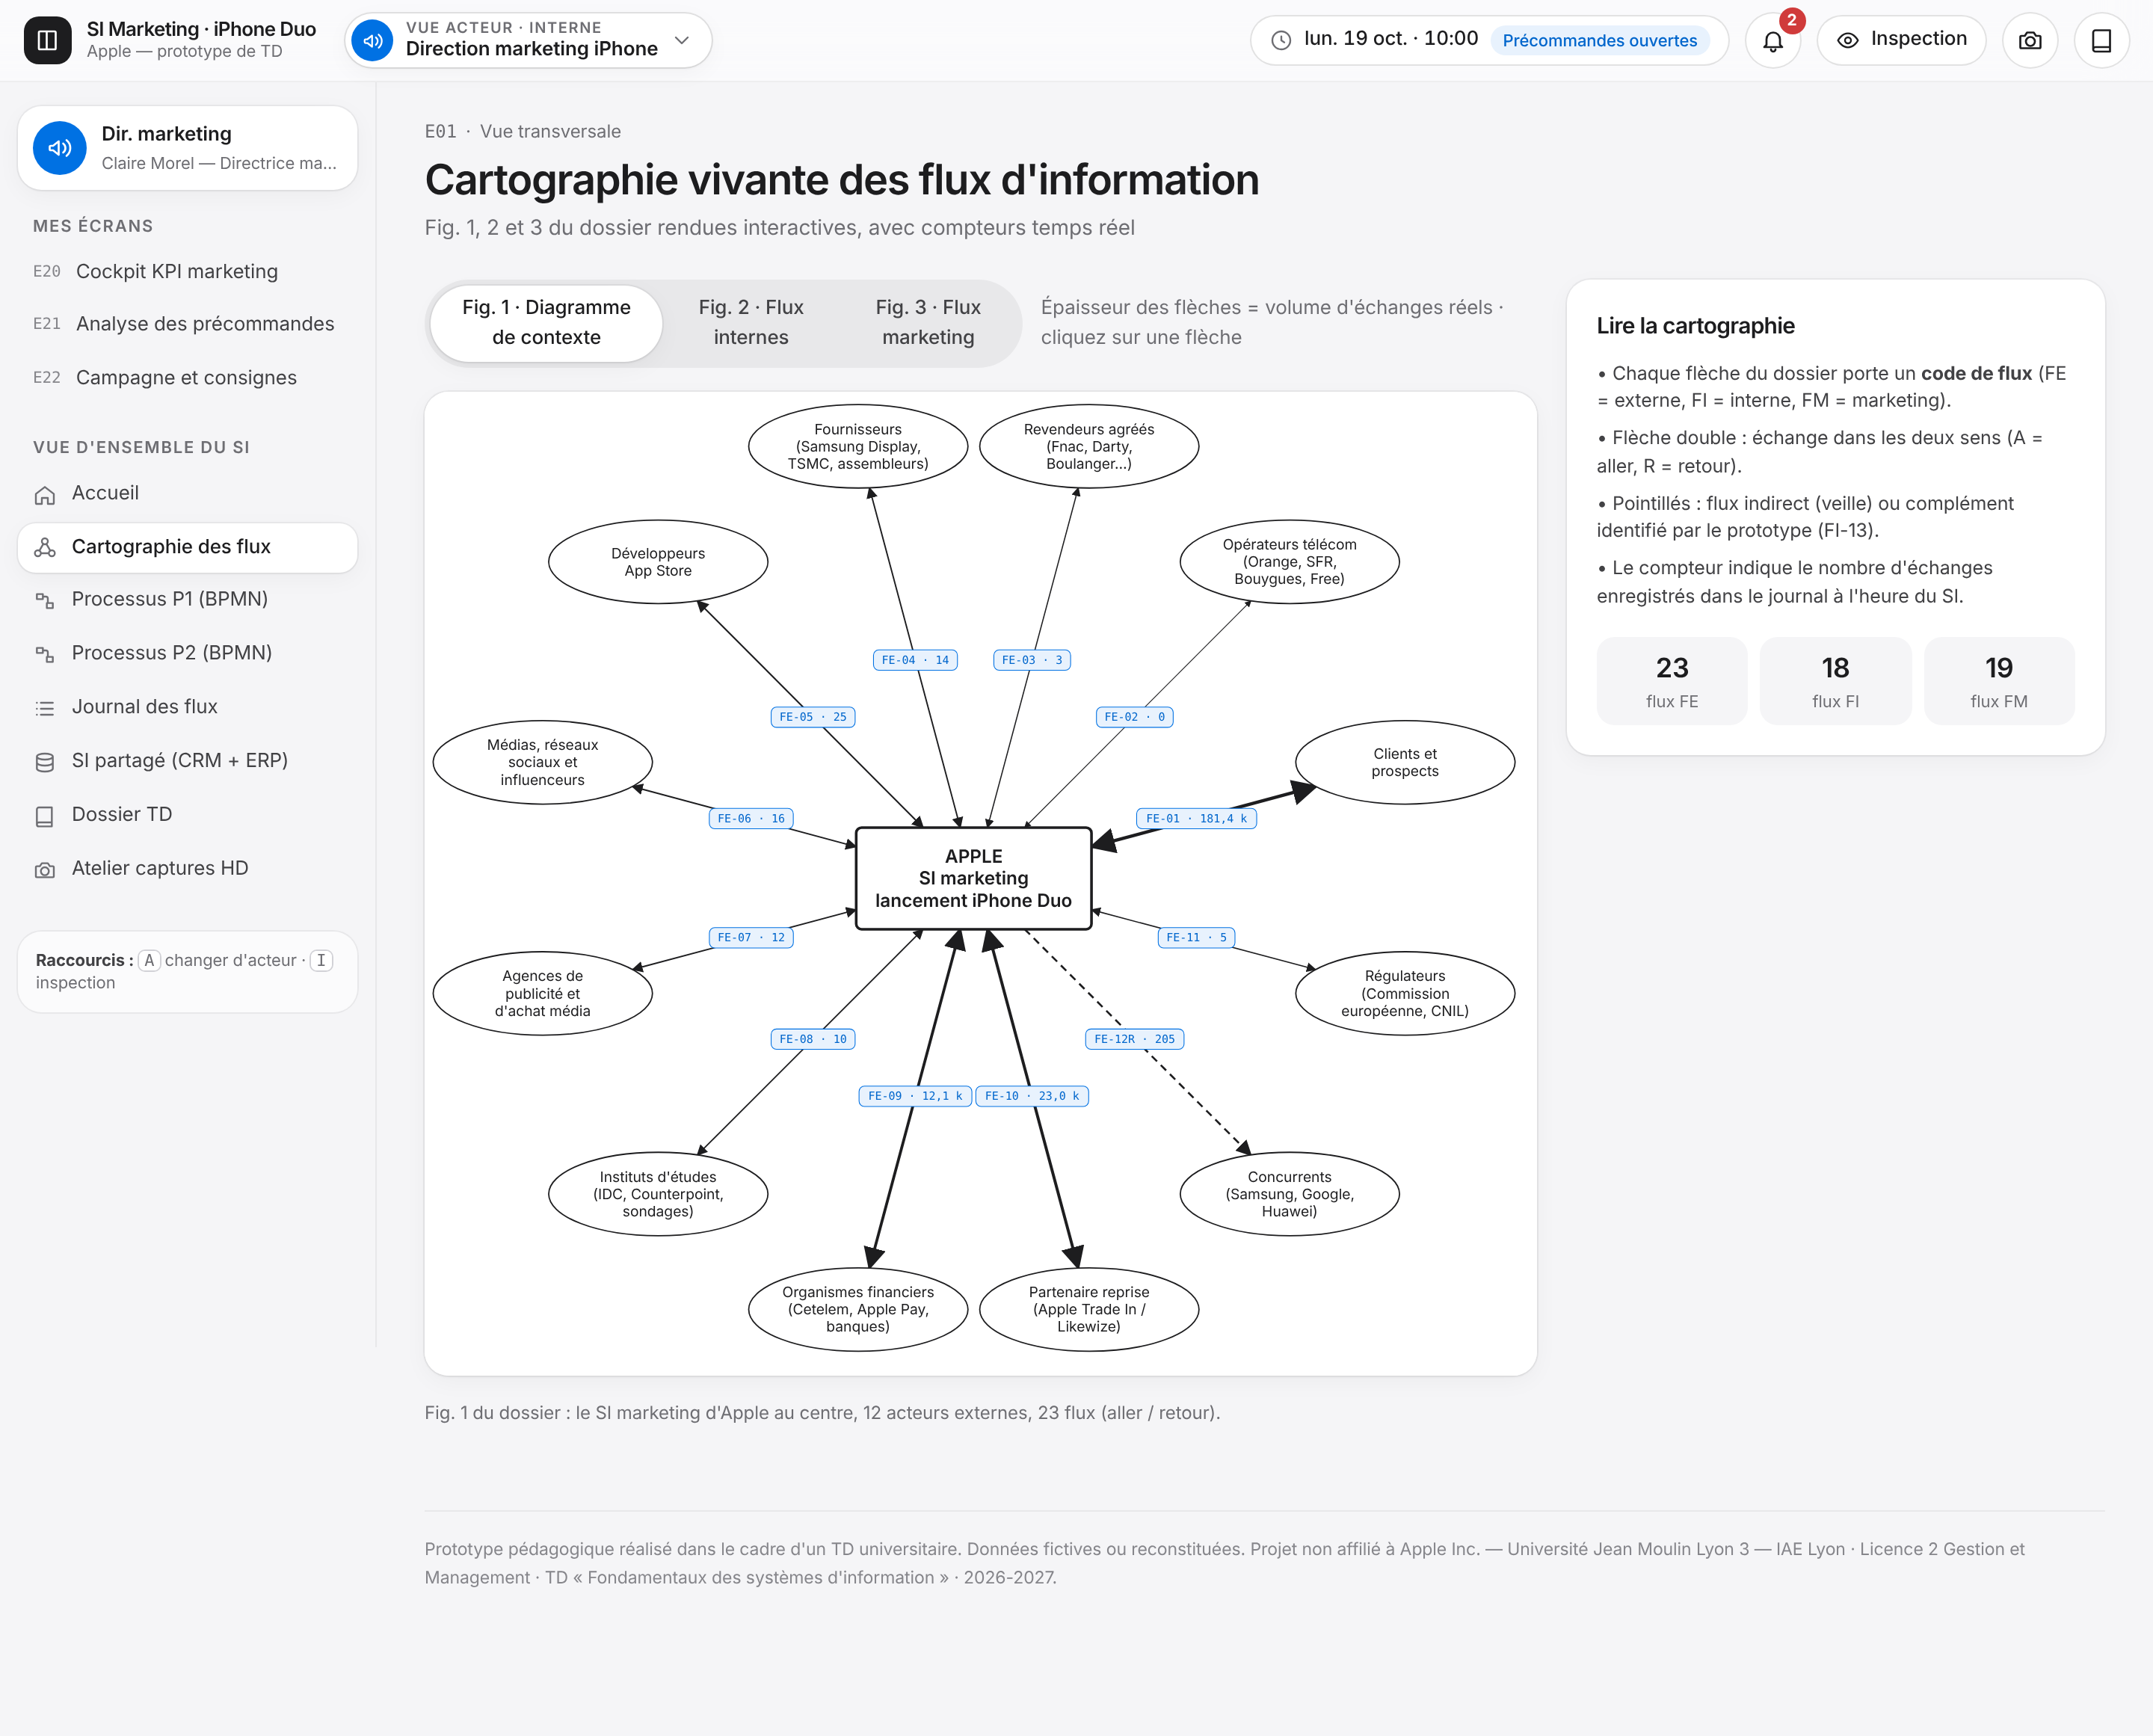 SI Marketing · iPhone Duo
Apple — prototype de TD
VUE ACTEUR · INTERNE
Direction marketing iPhone
lun. 19 oct. · 10:00
Précommandes ouvertes
2
Inspection
Dir. marketing
Claire Morel — Directrice ma...
MES ÉCRANS
E20 Cockpit KPI marketing
E21 Analyse des précommandes
E22 Campagne et consignes
VUE D'ENSEMBLE DU SI
Accueil
Cartographie des flux
Processus P1 (BPMN)
Processus P2 (BPMN)
Journal des flux
SI partagé (CRM + ERP)
Dossier TD
Atelier captures HD
Raccourcis : A changer d'acteur · I
inspection
E01 · Vue transversale
Cartographie vivante des flux d'information
Fig. 1, 2 et 3 du dossier rendues interactives, avec compteurs temps réel
Fig. 1 · Diagramme
de contexte
Fig. 2 · Flux
internes
Fig. 3 · Flux
marketing
Épaisseur des flèches = volume d'échanges réels ·
cliquez sur une flèche
Fournisseurs
(Samsung Display,
TSMC, assembleurs)
Revendeurs agréés
(Fnac, Darty,
Boulanger...)
Développeurs
App Store
Opérateurs télécom
(Orange, SFR,
Bouygues, Free)
FE-04 · 14
FE-03 · 3
FE-05 · 25
FE-02 · 0
Médias, réseaux
sociaux et
influenceurs
Clients et
prospects
FE-06 · 16
FE-01 · 181,4 k
APPLE
SI marketing
lancement iPhone Duo
FE-07 · 12
FE-11 · 5
Agences de
publicité et
d'achat média
Régulateurs
(Commission
européenne, CNIL)
FE-08 · 10
FE-12R · 205
FE-09 · 12,1 k
FE-10 · 23,0 k
Instituts d'études
(IDC, Counterpoint,
sondages)
Concurrents
(Samsung, Google,
Huawei)
Organismes financiers
(Cetelem, Apple Pay,
banques)
Partenaire reprise
(Apple Trade In /
Likewize)
Fig. 1 du dossier : le SI marketing d'Apple au centre, 12 acteurs externes, 23 flux (aller / retour).
Lire la cartographie
• Chaque flèche du dossier porte un code de flux (FE
= externe, FI = interne, FM = marketing).
• Flèche double : échange dans les deux sens (A =
aller, R = retour).
• Pointillés : flux indirect (veille) ou complément
identifié par le prototype (FI-13).
• Le compteur indique le nombre d'échanges
enregistrés dans le journal à l'heure du SI.
23
flux FE
18
flux FI
19
flux FM
Prototype pédagogique réalisé dans le cadre d'un TD universitaire. Données fictives ou reconstituées. Projet non affilié à Apple Inc. — Université Jean Moulin Lyon 3 — IAE Lyon · Licence 2 Gestion et
Management · TD « Fondamentaux des systèmes d'information » · 2026-2027.